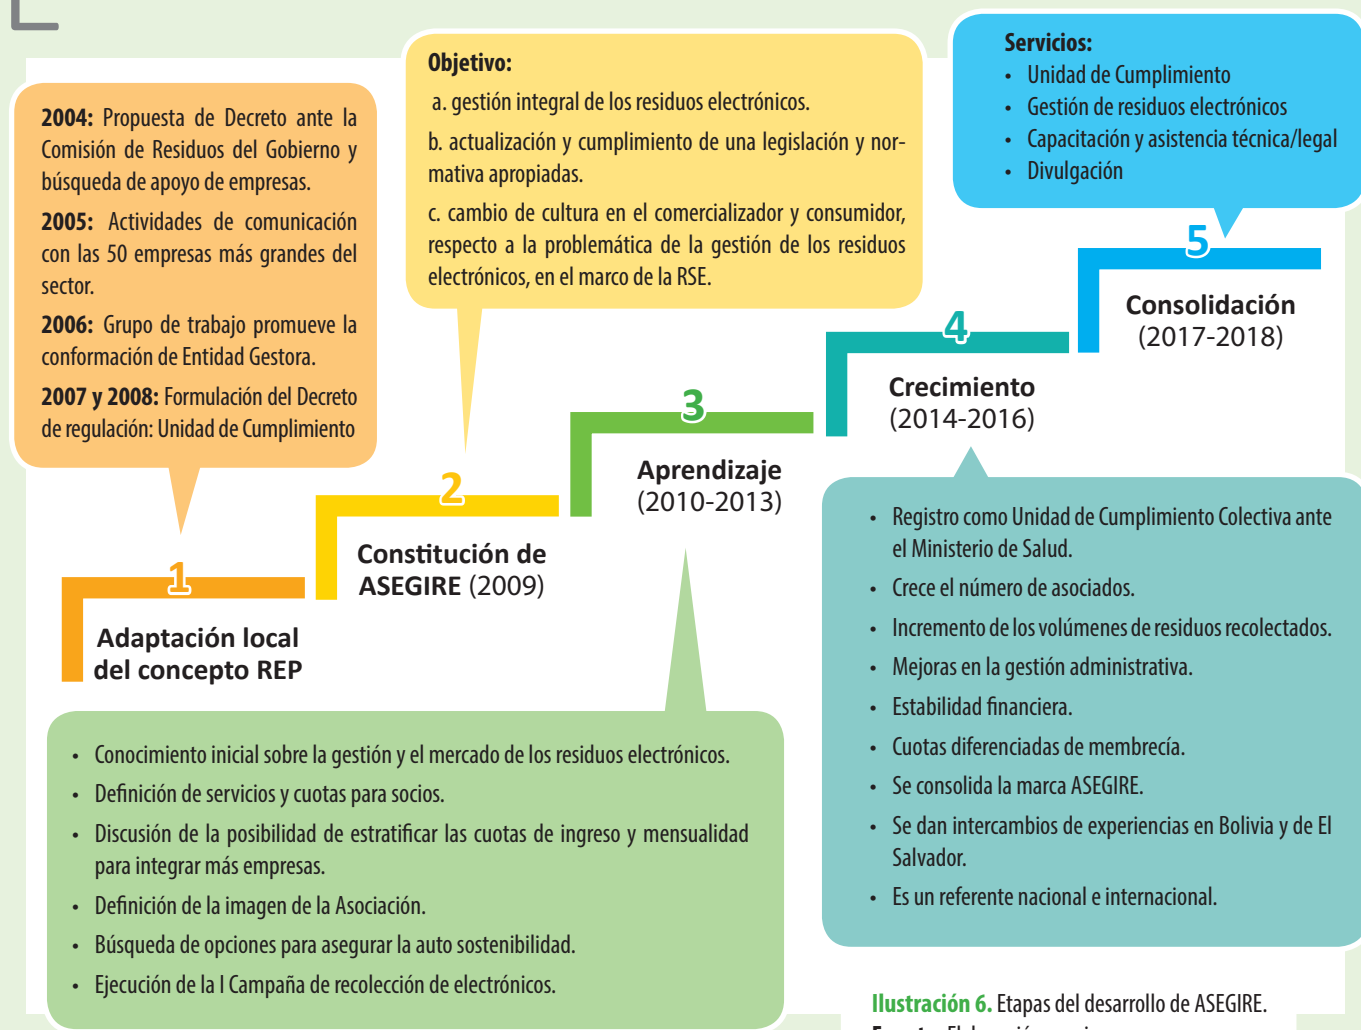 2004: Propuesta de Decreto ante la
Comisión de Residuos del Gobierno y
búsqueda de apoyo de empresas.
2005: Actividades de comunicación
con las 50 empresas más grandes del
sector.
2006: Grupo de trabajo promueve la
conformación de Entidad Gestora.
2007 y 2008: Formulación del Decreto
de regulación: Unidad de Cumplimiento
1
Adaptación local
del concepto REP
Objetivo:
a. gestión integral de los residuos electrónicos.
b. actualización y cumplimiento de una legislación y nor-
mativa apropiadas.
c. cambio de cultura en el comercializador y consumidor,
respecto a la problemática de la gestión de los residuos
electrónicos, en el marco de la RSE.
2
Constitución de
ASEGIRE (2009)
3
Aprendizaje
(2010-2013)
• Conocimiento inicial sobre la gestión y el mercado de los residuos electrónicos.
• Definición de servicios y cuotas para socios.
• Discusión de la posibilidad de estratificar las cuotas de ingreso y mensualidad
para integrar más empresas.
• Definición de la imagen de la Asociación.
• Búsqueda de opciones para asegurar la auto sostenibilidad.
• Ejecución de la I Campaña de recolección de electrónicos.
4
Crecimiento
(2014-2016)
• Registro como Unidad de Cumplimiento Colectiva ante
el Ministerio de Salud.
• Crece el número de asociados.
• Incremento de los volúmenes de residuos recolectados.
• Mejoras en la gestión administrativa.
• Estabilidad financiera.
• Cuotas diferenciadas de membrecía.
• Se consolida la marca ASEGIRE.
• Se dan intercambios de experiencias en Bolivia y de El
Salvador.
• Es un referente nacional e internacional.
Servicios:
• Unidad de Cumplimiento
• Gestión de residuos electrónicos
• Capacitación y asistencia técnica/legal
• Divulgación
5
Consolidación
(2017-2018)
Ilustración 6. Etapas del desarrollo de ASEGIRE.